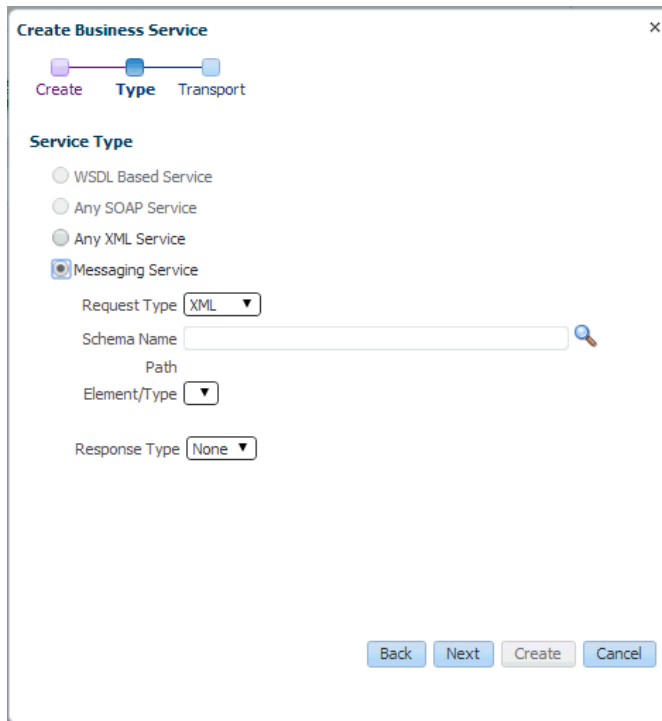 Create Business Service
Create Type Transport
Service Type
WSDL Based Service
Any SOAP Service
Any XML Service
Messaging Service
Request Type XML
Schema Name
Path
Element/Type
Response Type None
Back Next Create Cancel